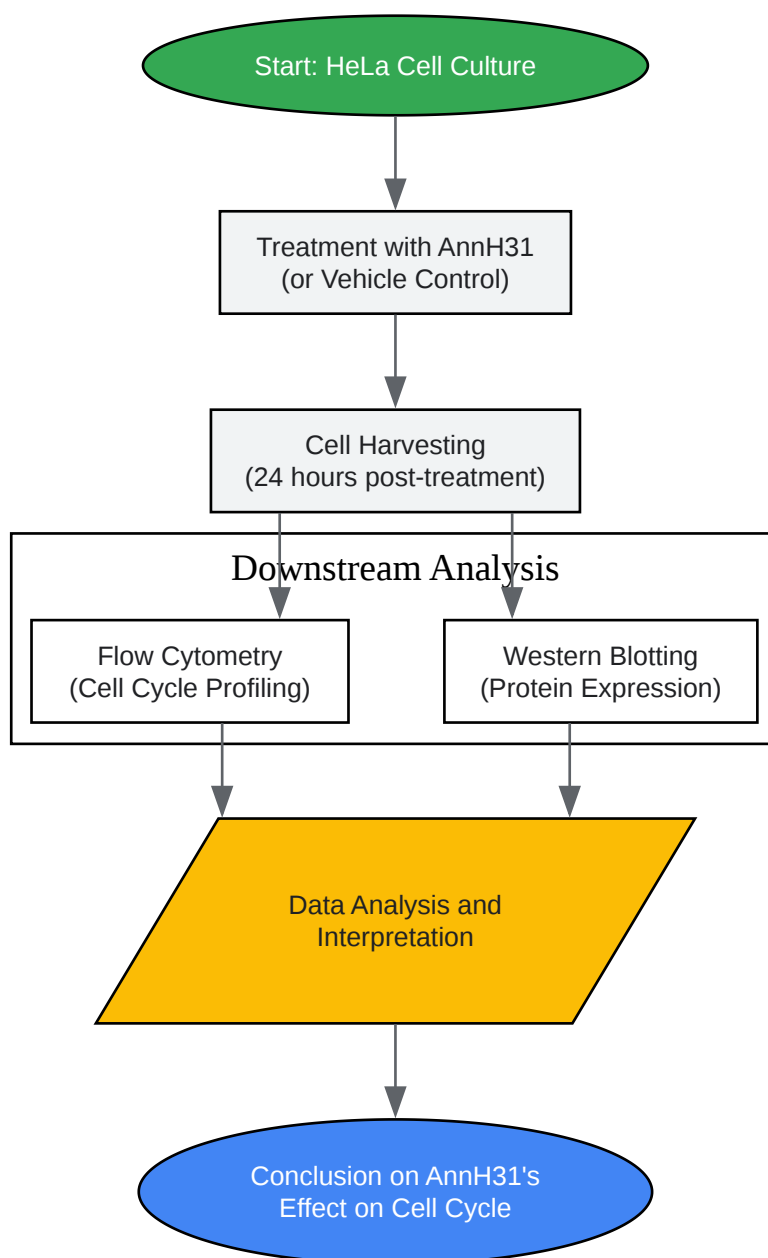 Start: HeLa Cell Culture
Treatment with AnnH31
(or Vehicle Control)
Cell Harvesting
(24 hours post-treatment)
Downstream Analysis
Flow Cytometry
(Cell Cycle Profiling)
Western Blotting
(Protein Expression)
Data Analysis and
Interpretation
Conclusion on AnnH31's
Effect on Cell Cycle